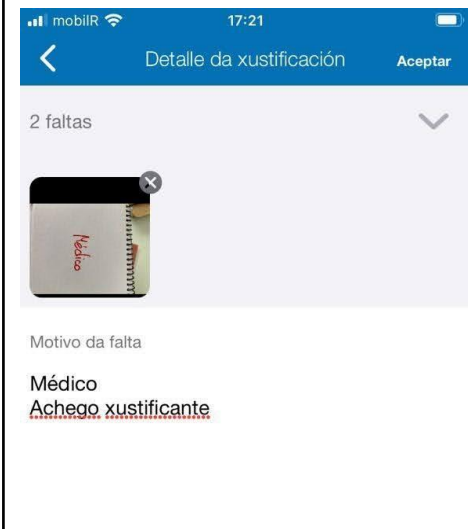 mobilR 17:21
Detalle da xustificación Aceptar
2 faltas
Médico
Motivo da falta
Médico
Achego xustificante